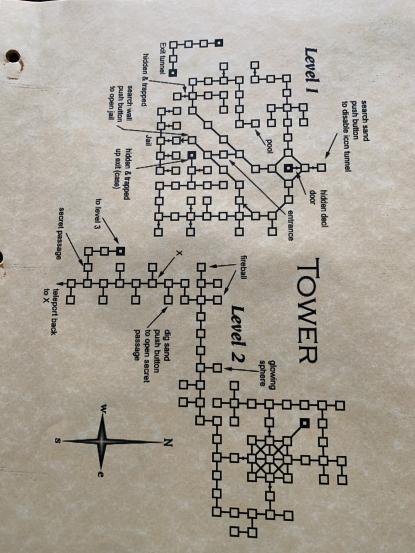 TOWER
Level 1
search sand
push button
to disable icon tunnel
hidden decl
door
entrance
pool
Exit tunnel
hidden & trapped
search wall
push button
to open jail
Jail
hidden & trapped
up exit (case)
Level 2
fireball
glowing
sphere
X
dig sand
push button
to open secret
passage
to level 3
secret passage
teleport back
to X
N
e
s
w